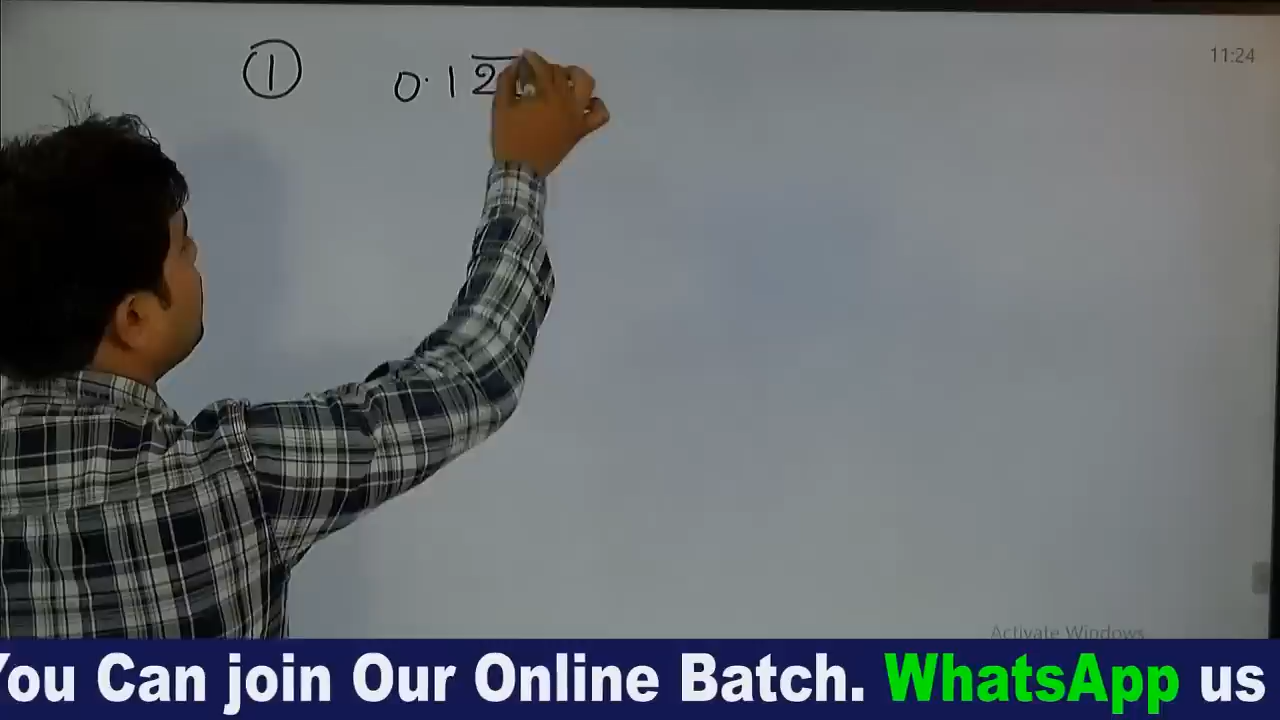 11:24
① 0.12
Activate Windows
You Can join Our Online Batch. WhatsApp us